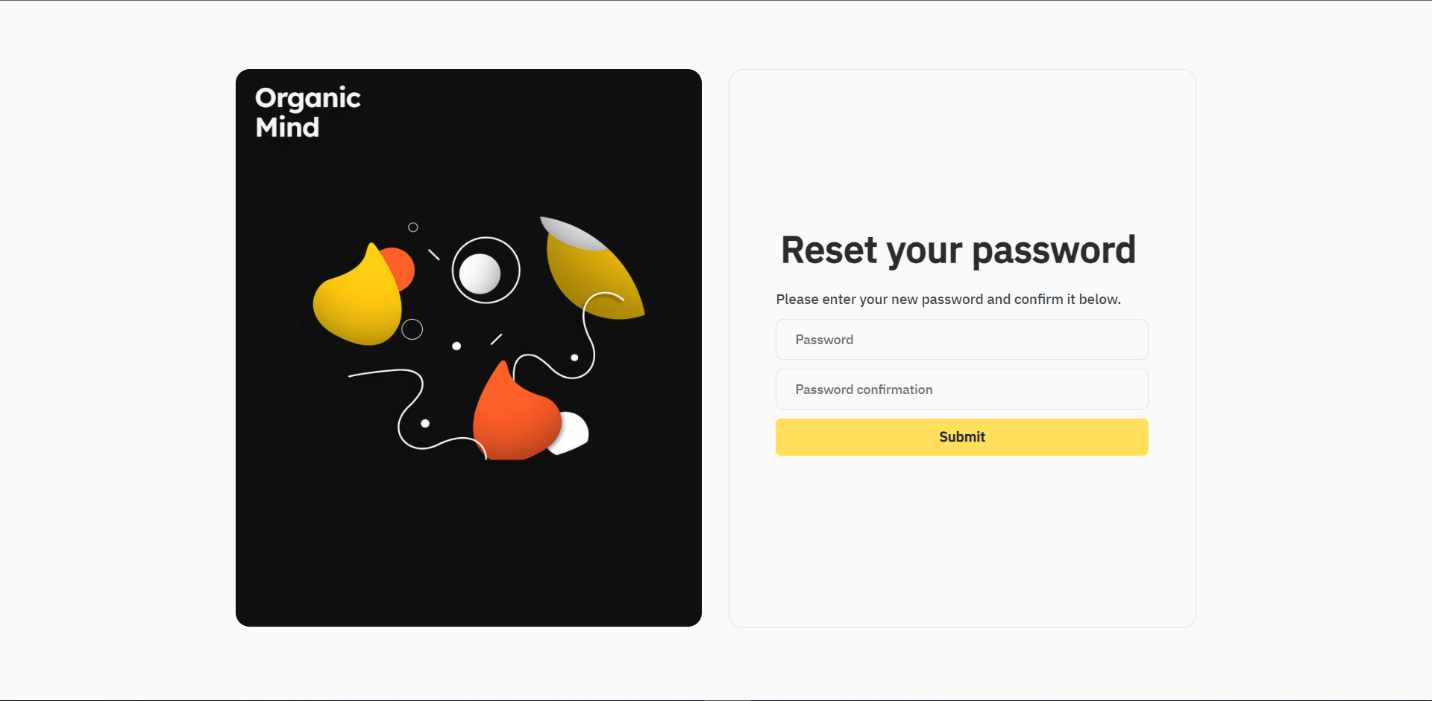 Organic
Mind
Reset your password
Please enter your new password and confirm it below.
Password
Password confirmation
Submit